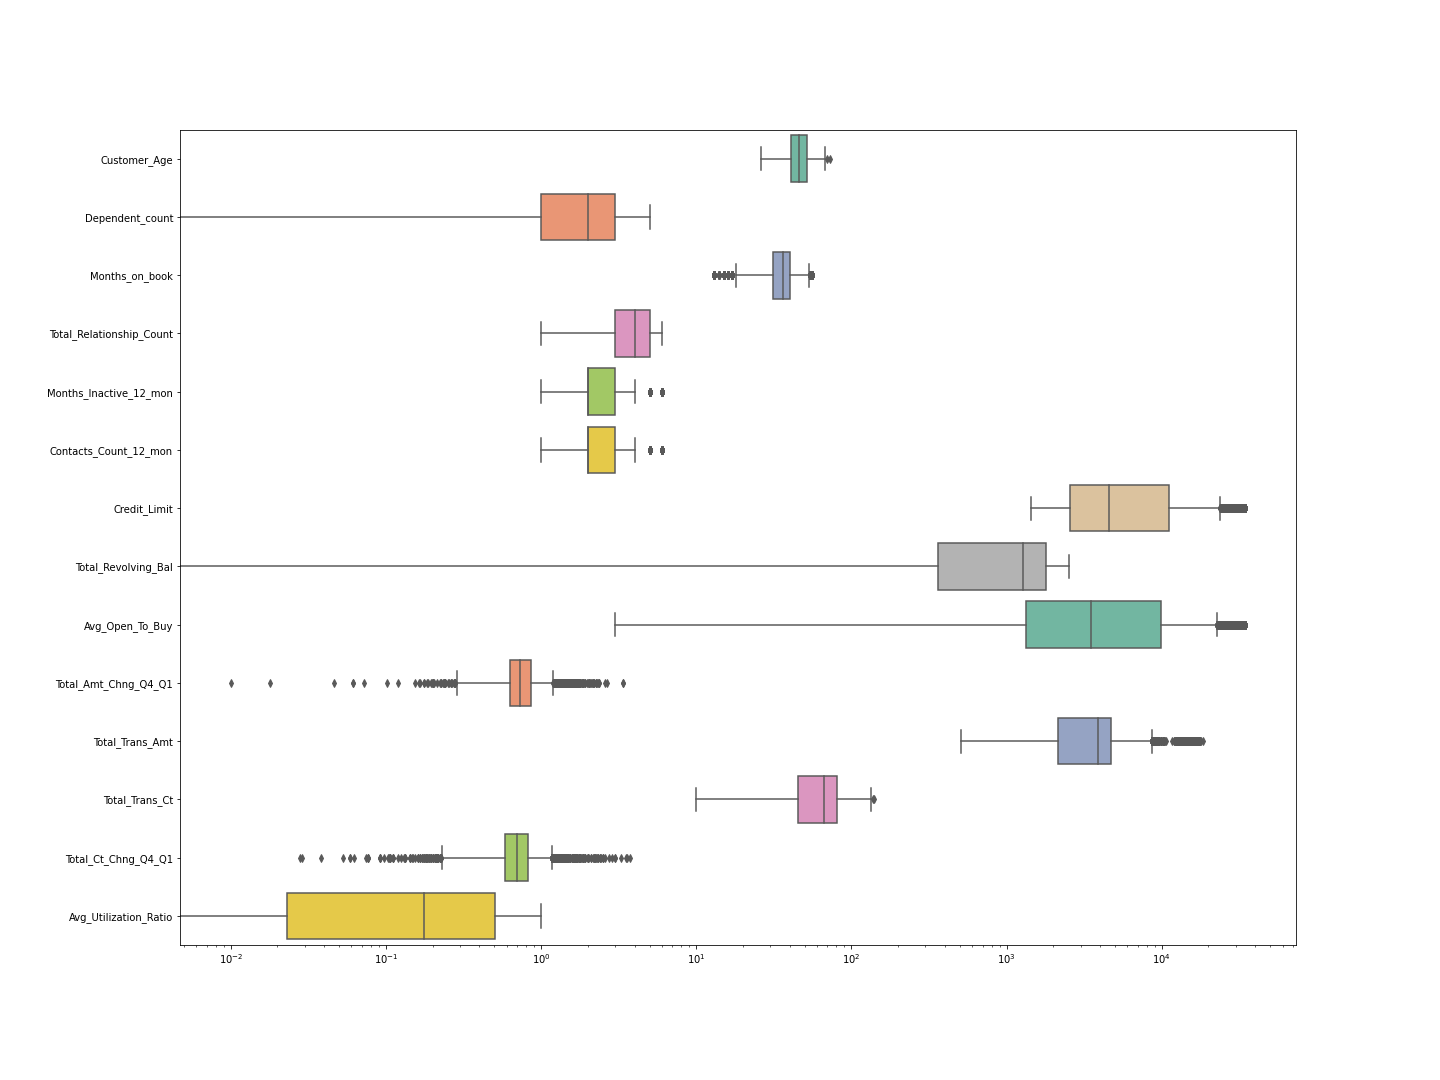 Customer_Age
Dependent_count
Months_on_book
Total_Relationship_Count
Months_Inactive_12_mon
Contacts_Count_12_mon
Credit_Limit
Total_Revolving_Bal
Avg_Open_To_Buy
Total_Amt_Chng_Q4_Q1
Total_Trans_Amt
Total_Trans_Ct
Total_Ct_Chng_Q4_Q1
Avg_Utilization_Ratio
10⁻² 10⁻¹ 10⁰ 10¹ 10² 10³ 10⁴